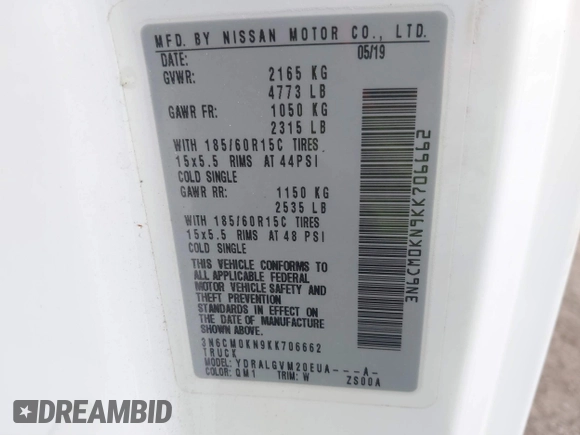 MFD. BY NISSAN MOTOR CO., LTD.
DATE: 05/19
GVWR: 2165 KG
4773 LB
GAWR FR: 1050 KG
2315 LB
WITH 185/60R15C TIRES
15x5.5 RIMS AT 44PSI
COLD SINGLE
GAWR RR: 1150 KG
2535 LB
WITH 185/60R15C TIRES
15x5.5 RIMS AT 48 PSI
COLD SINGLE
THIS VEHICLE CONFORMS TO
ALL APPLICABLE FEDERAL
MOTOR VEHICLE SAFETY AND
THEFT PREVENTION
STANDARDS IN EFFECT ON
THE DATE OF MANUFACTURE
SHOWN ABOVE.
3N6CM0KN9KK706662
TRUCK
MODEL: YDRALGVM20EUA---A-
COLOR: QM1 TRIM: W ZS00A
3N6CM0KN9KK706662
DREAMBID